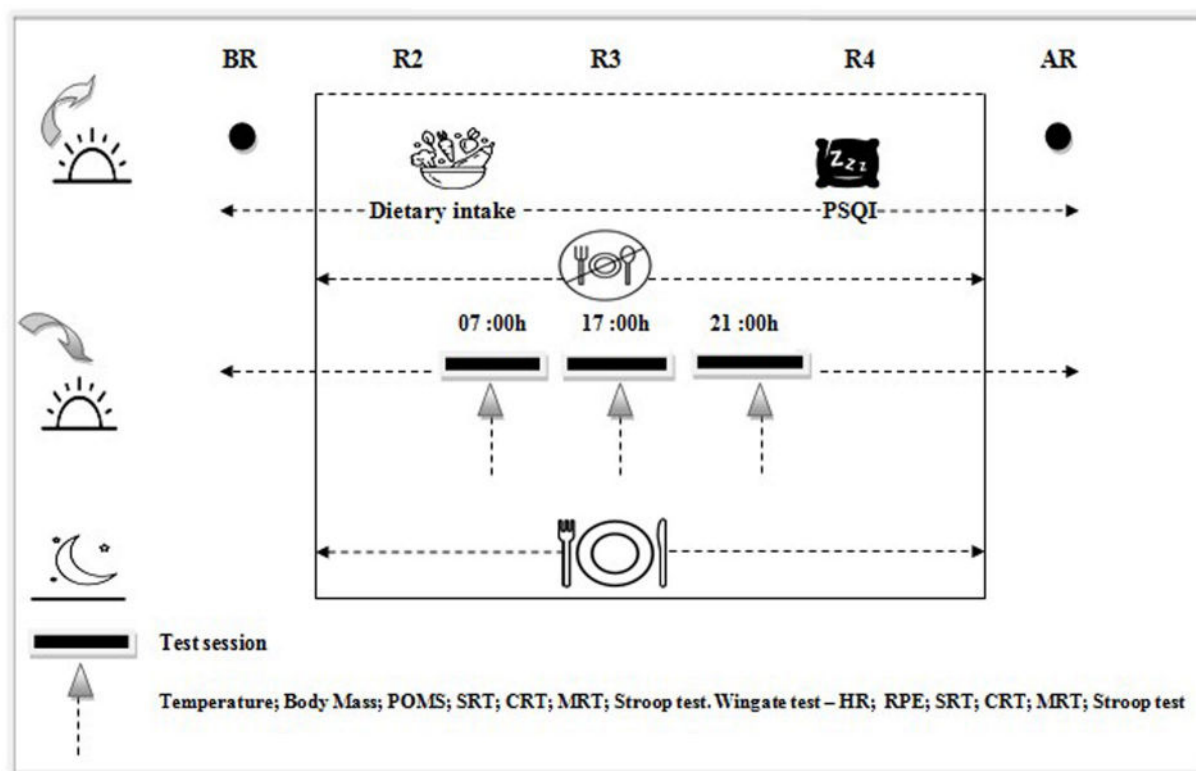 BR R2 R3 R4 AR
ZZZ
Dietary intake PSQI
07 :00h 17 :00h 21 :00h
Test session
Temperature; Body Mass; POMS; SRT; CRT; MRT; Stroop test. Wingate test – HR; RPE; SRT; CRT; MRT; Stroop test